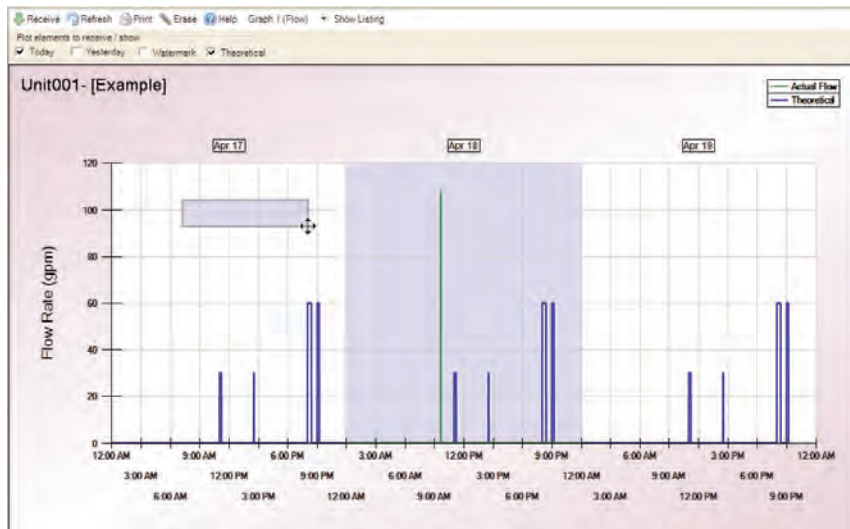 Receive Refresh Print Erase Help Graph 1 (Flow) Show Listing
Plot elements to receive / show
Today Yesterday Watermark Theoretical
Unit001- [Example]
Actual Flow
Theoretical
Apr 17 Apr 18 Apr 19
120
100
80
60
40
20
0
Flow Rate (gpm)
12:00 AM 9:00 AM 6:00 PM 3:00 AM 12:00 PM 9:00 PM 6:00 AM 3:00 PM 12:00 AM
3:00 AM 12:00 PM 9:00 PM 6:00 AM 3:00 PM 12:00 AM 9:00 AM 6:00 PM
6:00 AM 3:00 PM 12:00 AM 9:00 AM 6:00 PM 3:00 AM 12:00 PM 9:00 PM